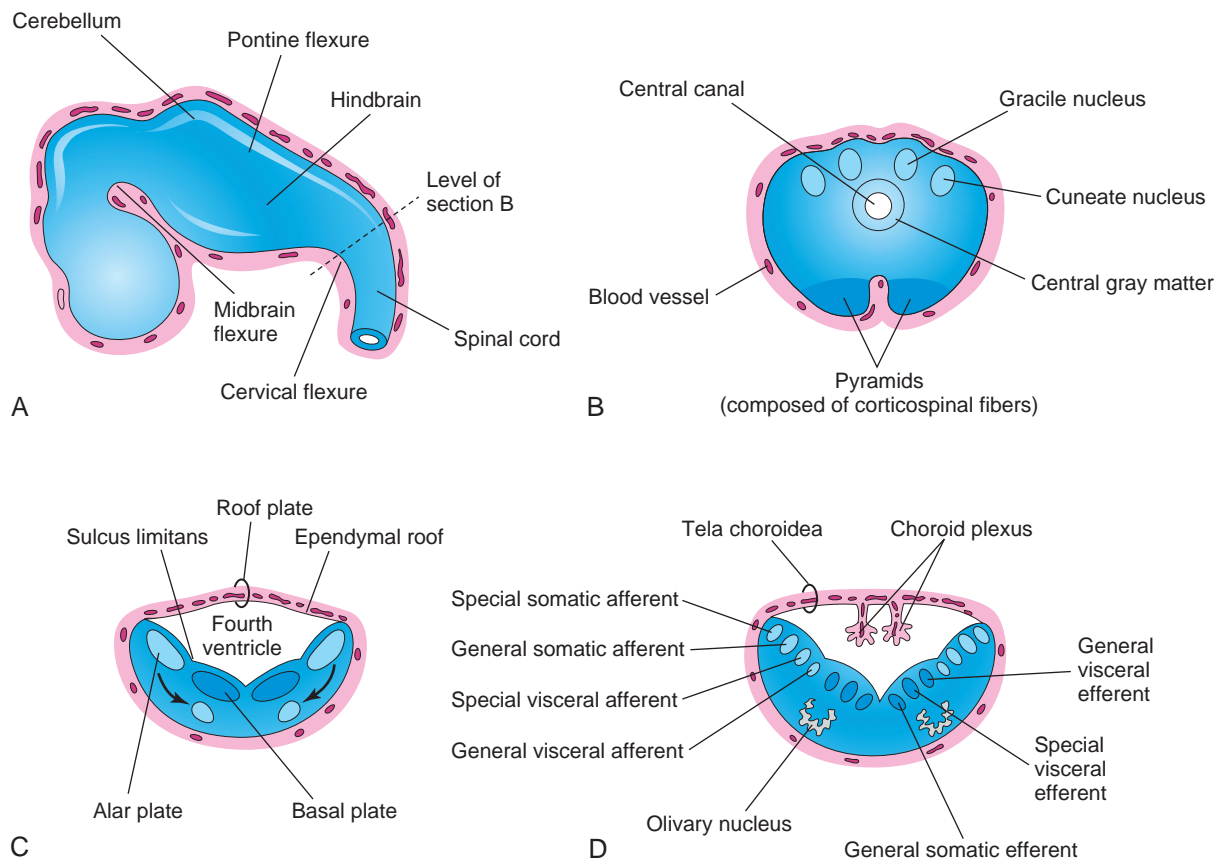 Cerebellum
Pontine flexure
Hindbrain
Level of
section B
Midbrain
flexure
Spinal cord
Cervical flexure
A
Central canal
Gracile nucleus
Cuneate nucleus
Central gray matter
Blood vessel
Pyramids
(composed of corticospinal fibers)
B
Roof plate
Sulcus limitans
Ependymal roof
Fourth
ventricle
Alar plate
Basal plate
C
Tela choroidea
Choroid plexus
Special somatic afferent
General somatic afferent
Special visceral afferent
General visceral afferent
General
visceral
efferent
Special
visceral
efferent
Olivary nucleus
General somatic efferent
D